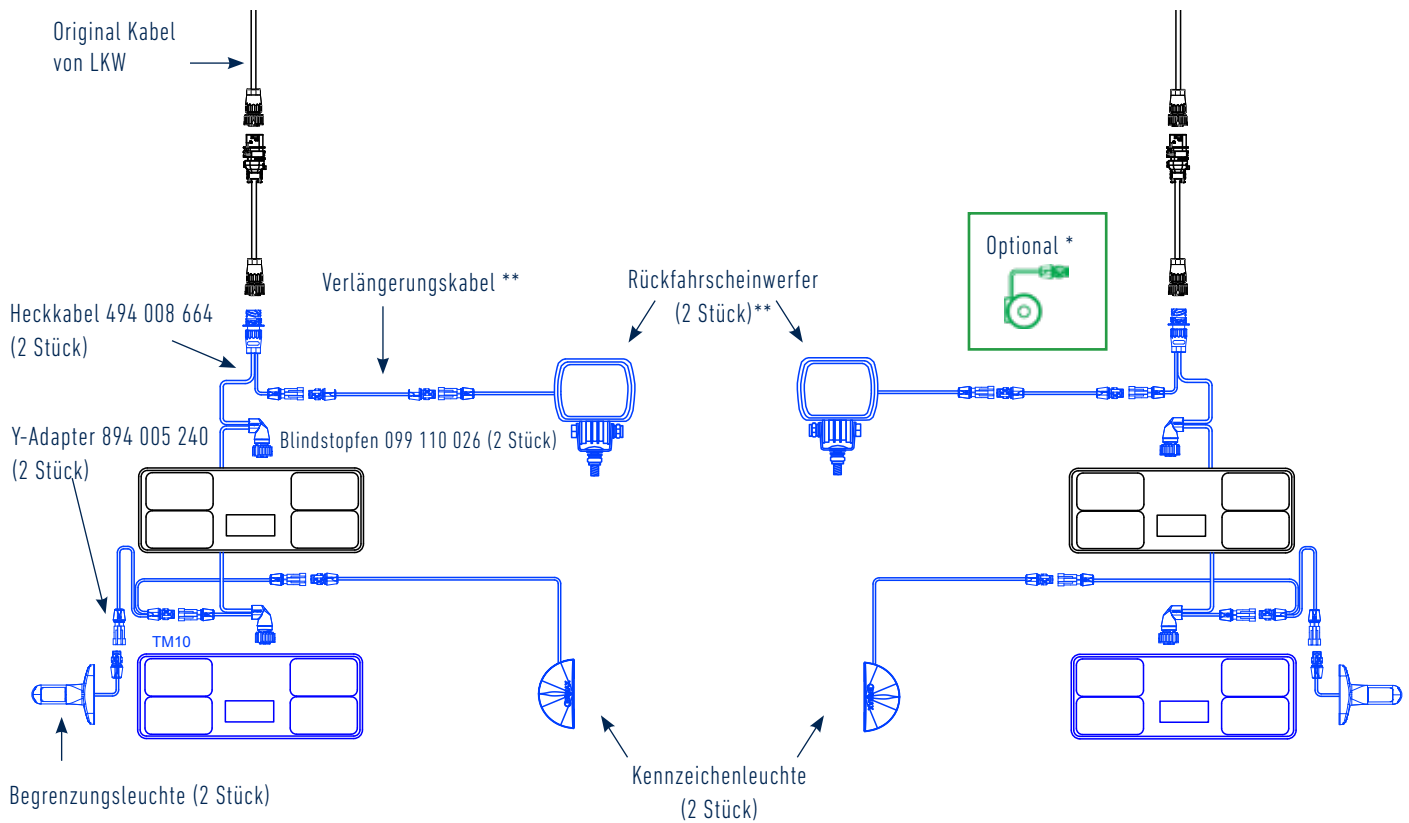 Original Kabel
von LKW
Optional *
Verlängerungskabel **
Rückfahrscheinwerfer
(2 Stück)**
Heckkabel 494 008 664
(2 Stück)
Y-Adapter 894 005 240
(2 Stück)
Blindstopfen 099 110 026 (2 Stück)
TM10
Kennzeichenleuchte
(2 Stück)
Begrenzungsleuchte (2 Stück)